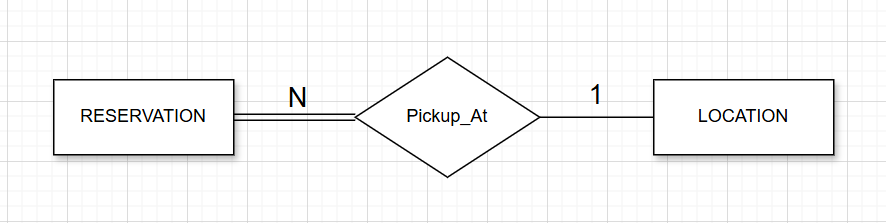 RESERVATION
N
Pickup_At
1
LOCATION